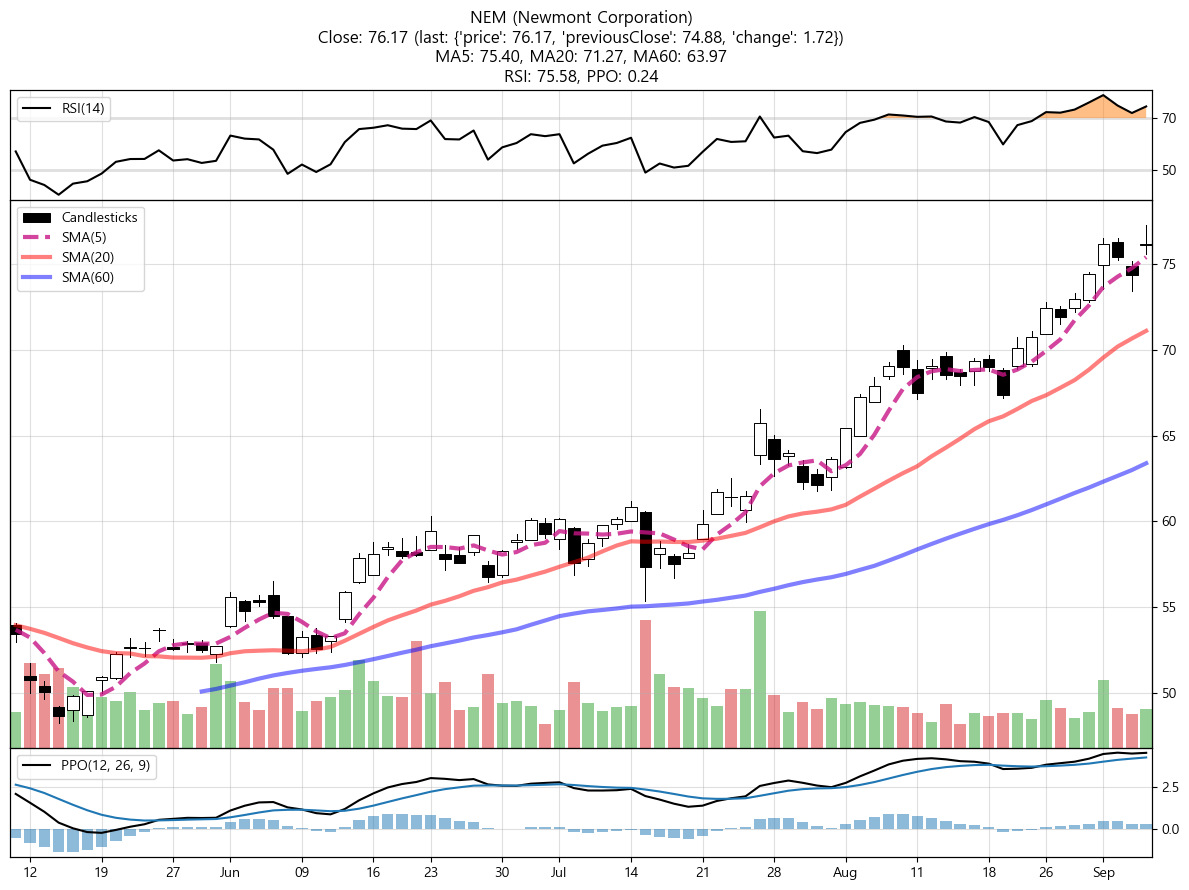 NEM (Newmont Corporation)
Close: 76.17 (last: {'price': 76.17, 'previousClose': 74.88, 'change': 1.72})
MA5: 75.40, MA20: 71.27, MA60: 63.97
RSI: 75.58, PPO: 0.24
RSI(14)
70
50
Candlesticks
SMA(5)
SMA(20)
SMA(60)
75
70
65
60
55
50
PPO(12, 26, 9)
2.5
0.0
12 19 27 Jun 09 16 23 30 Jul 14 21 28 Aug 11 18 26 Sep